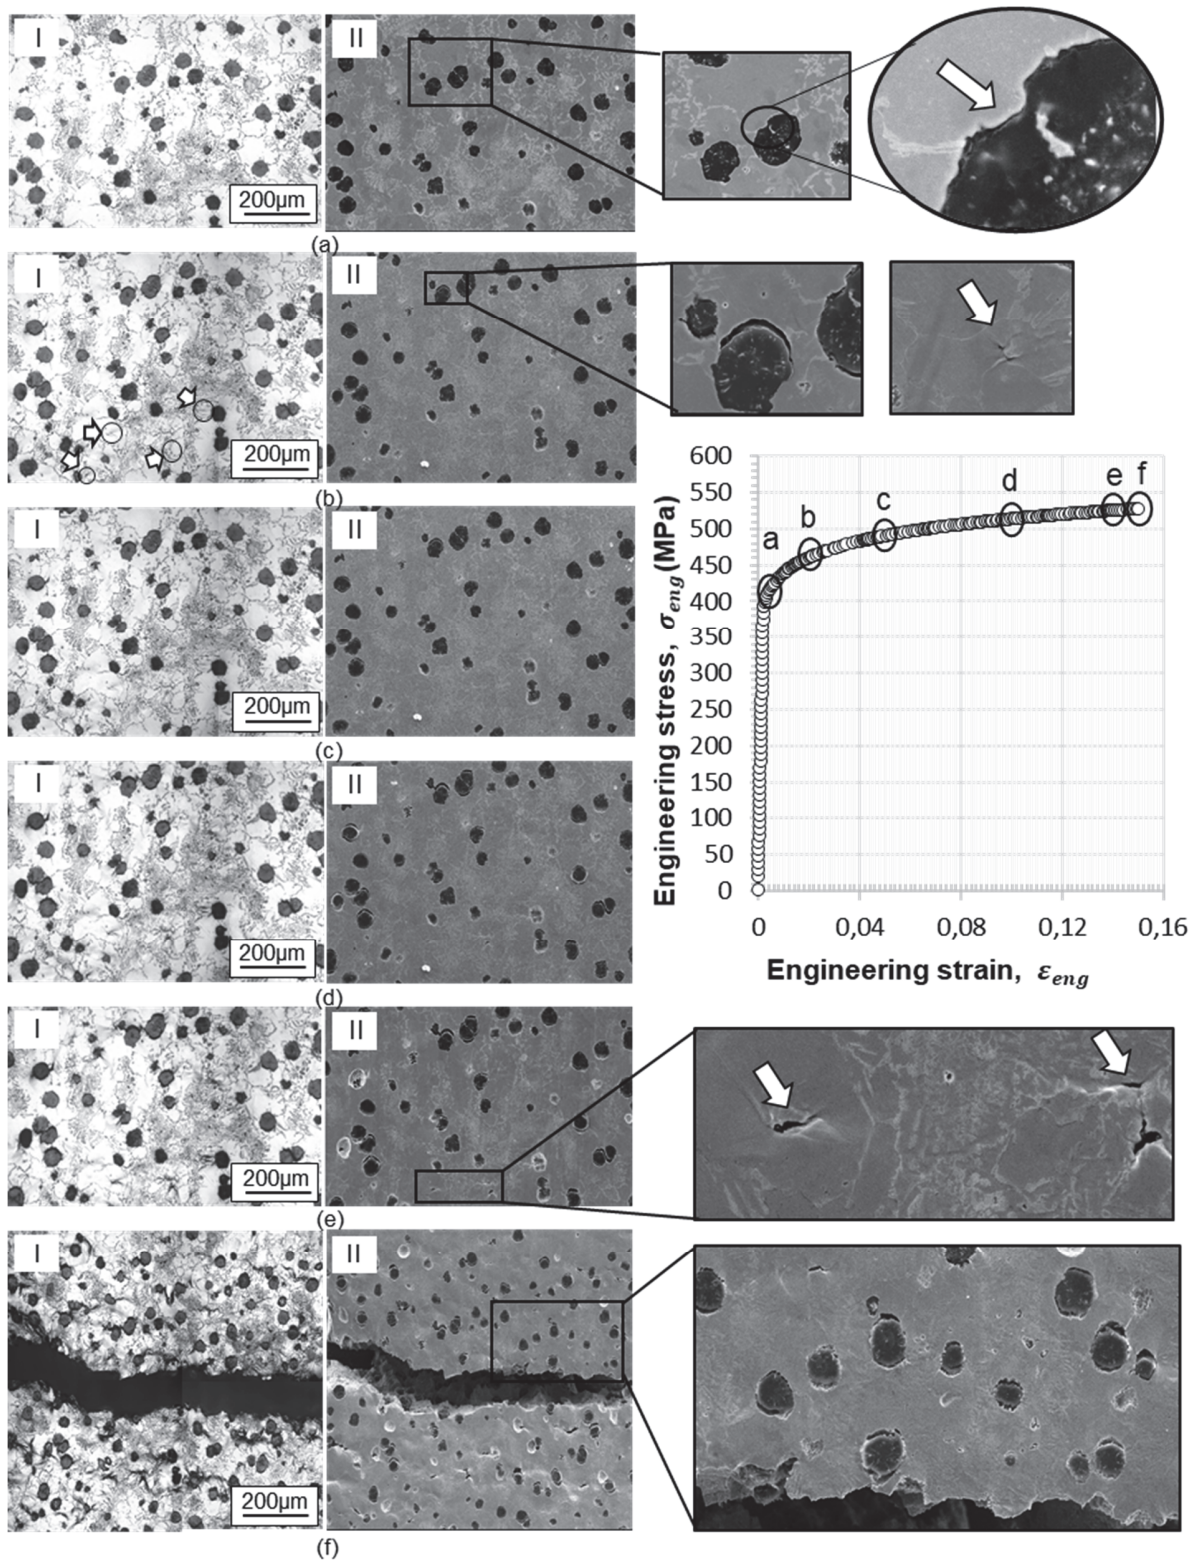 I
II
200µm
(a)
I
II
200µm
(b)
I
II
200µm
(c)
I
II
200µm
(d)
I
II
200µm
(e)
I
II
200µm
(f)
600
550
500
450
400
350
300
250
200
150
100
50
0
a
b
c
d
e
f
Engineering stress, σeng (MPa)
0
0,04
0,08
0,12
0,16
Engineering strain, εeng